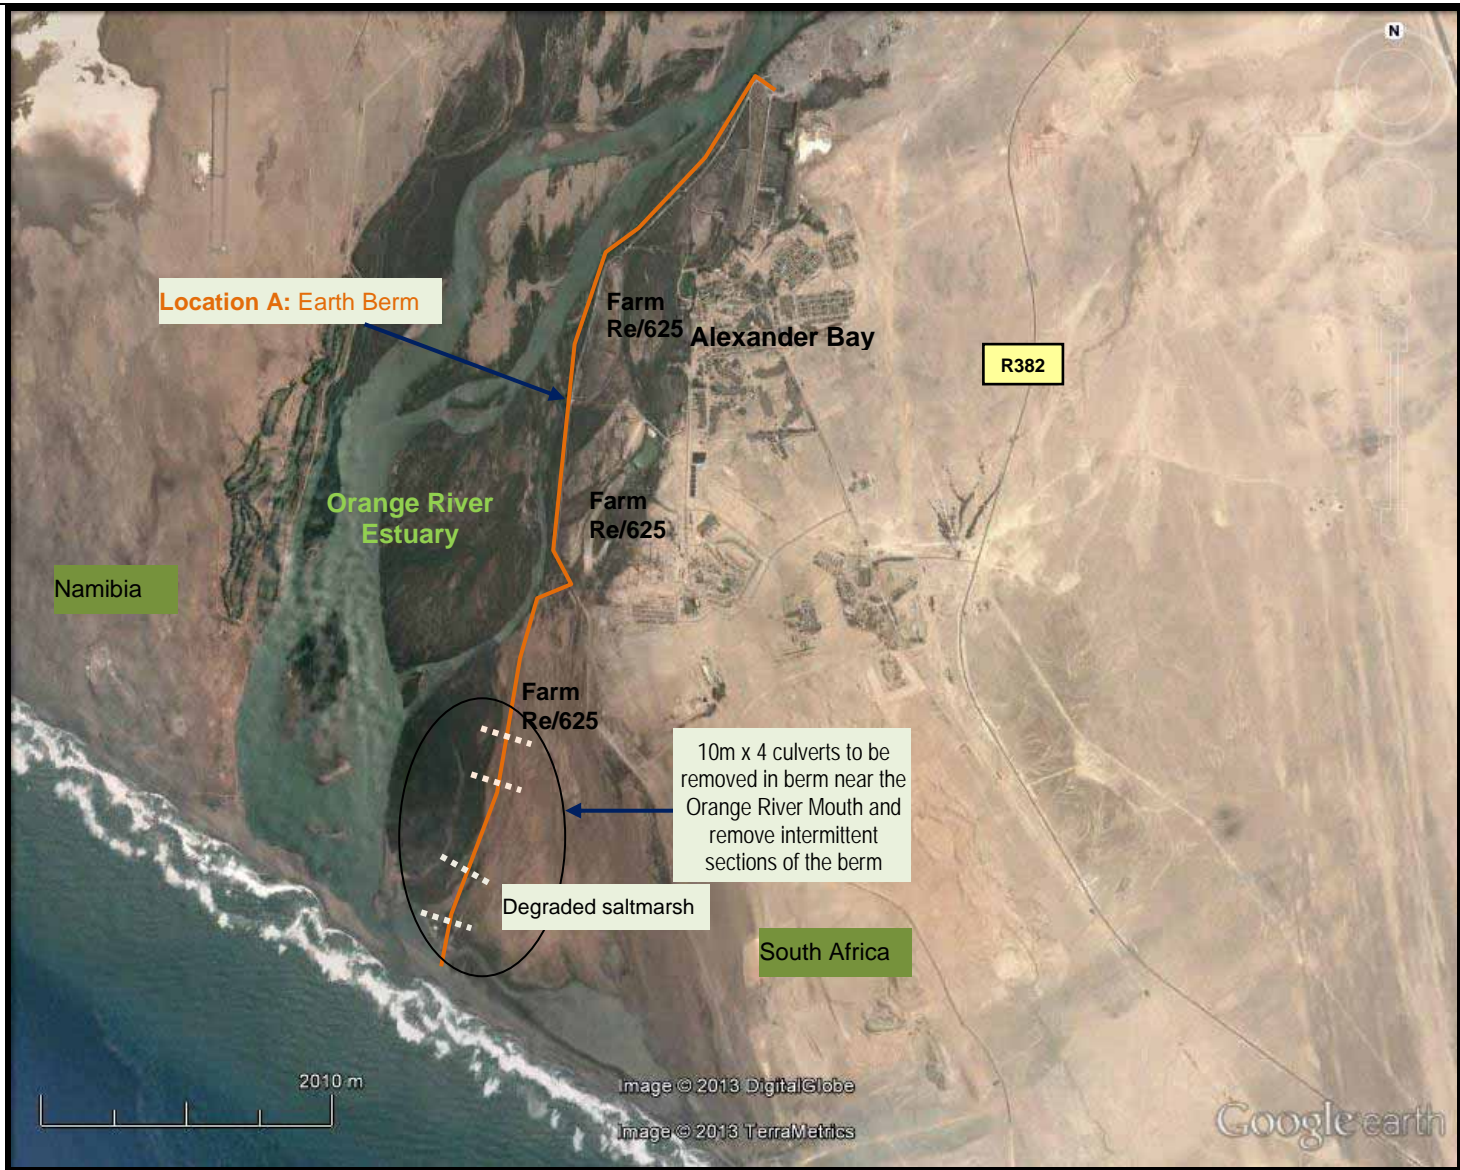 N
Location A: Earth Berm
Farm
Re/625
Alexander Bay
R382
Orange River
Estuary
Farm
Re/625
Namibia
Farm
Re/625
10m x 4 culverts to be
removed in berm near the
Orange River Mouth and
remove intermittent
sections of the berm
Degraded saltmarsh
South Africa
2010 m
Image © 2013 DigitalGlobe
Image © 2013 TerraMetrics
Google earth